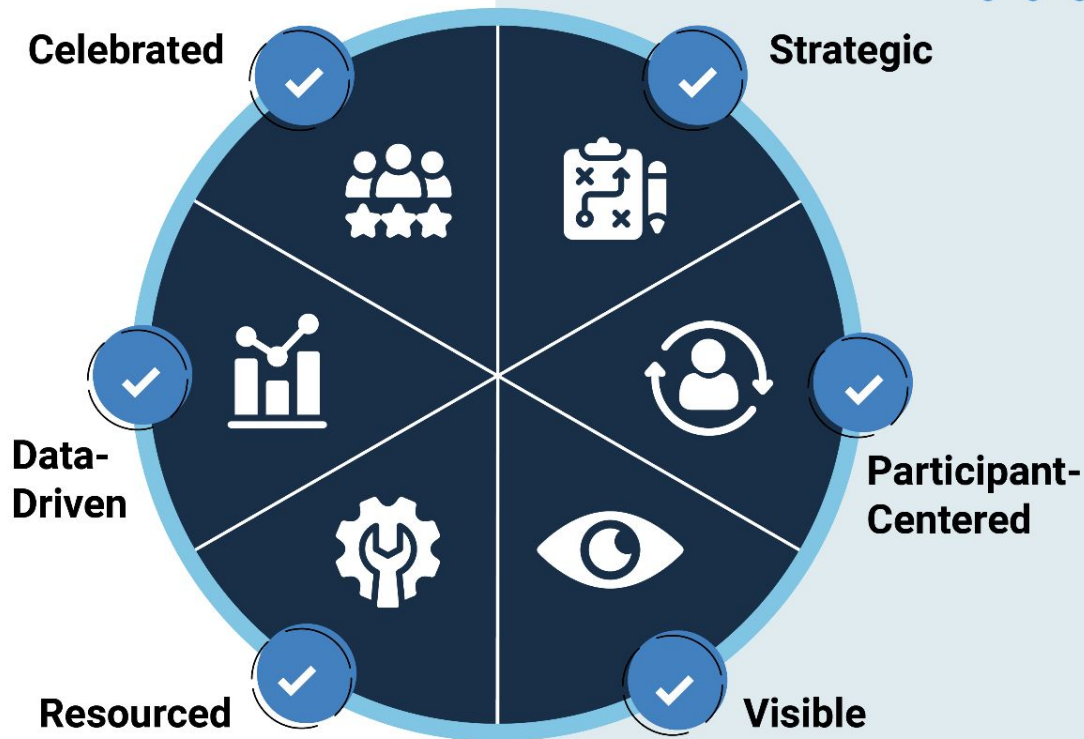 Celebrated
Strategic
Data-
Driven
Participant-
Centered
Resourced
Visible